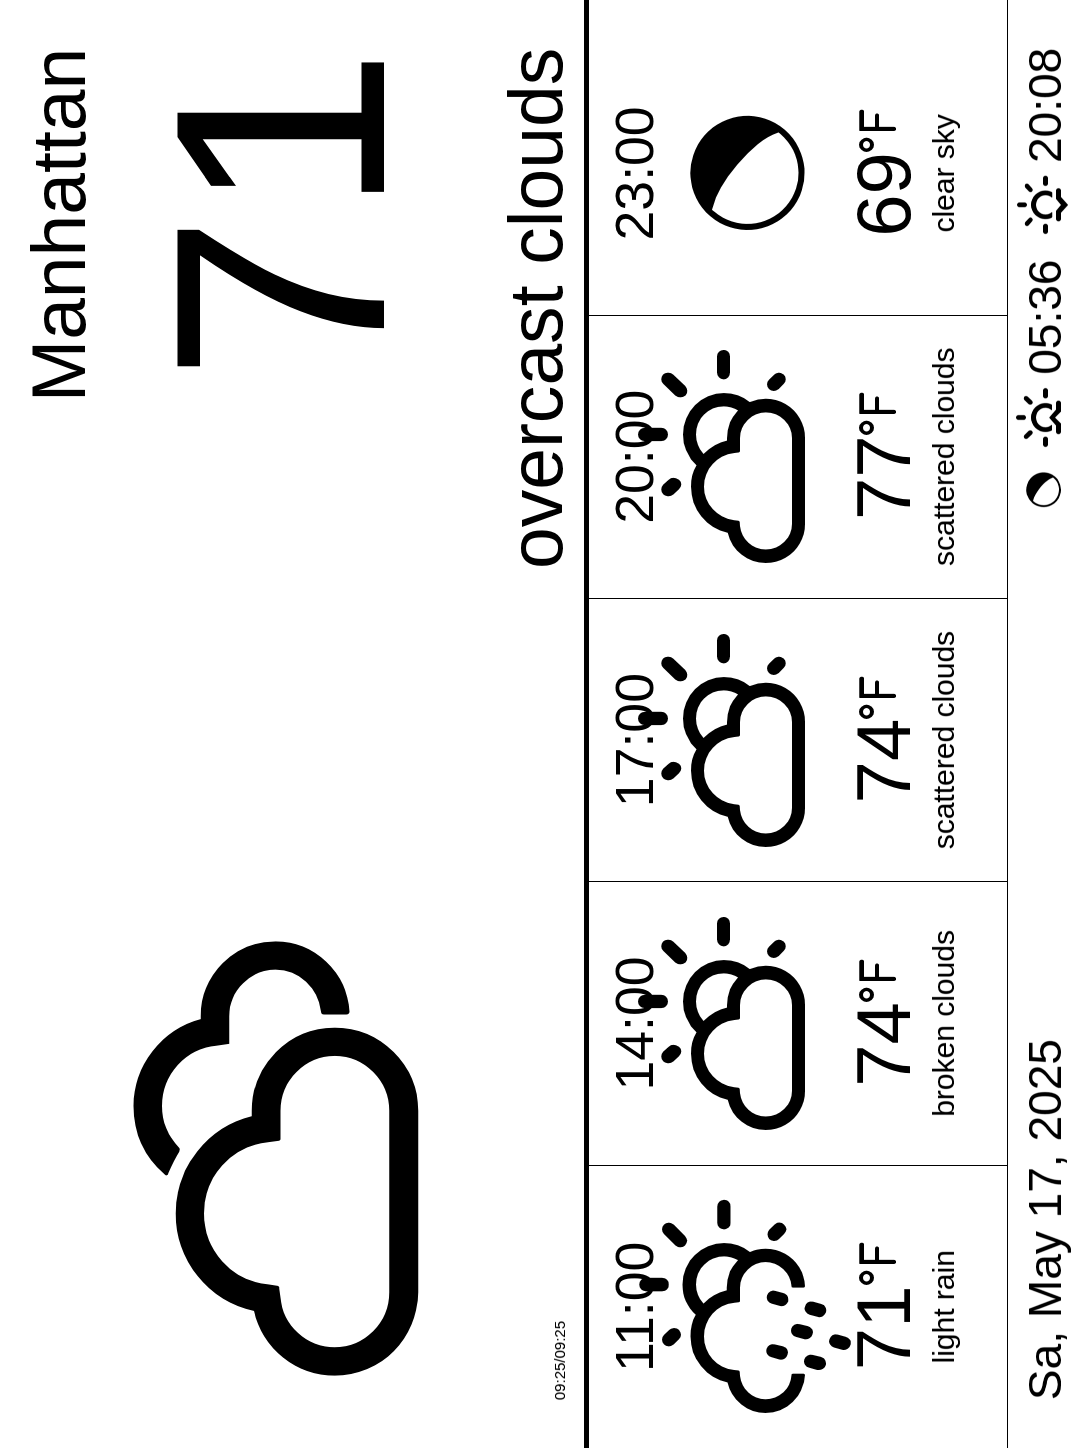 Manhattan
71
overcast clouds
09:25/09:25
11:00 14:00 17:00 20:00 23:00
71°F 74°F 74°F 77°F 69°F
light rain broken clouds scattered clouds scattered clouds clear sky
Sa, May 17, 2025 05:36 20:08